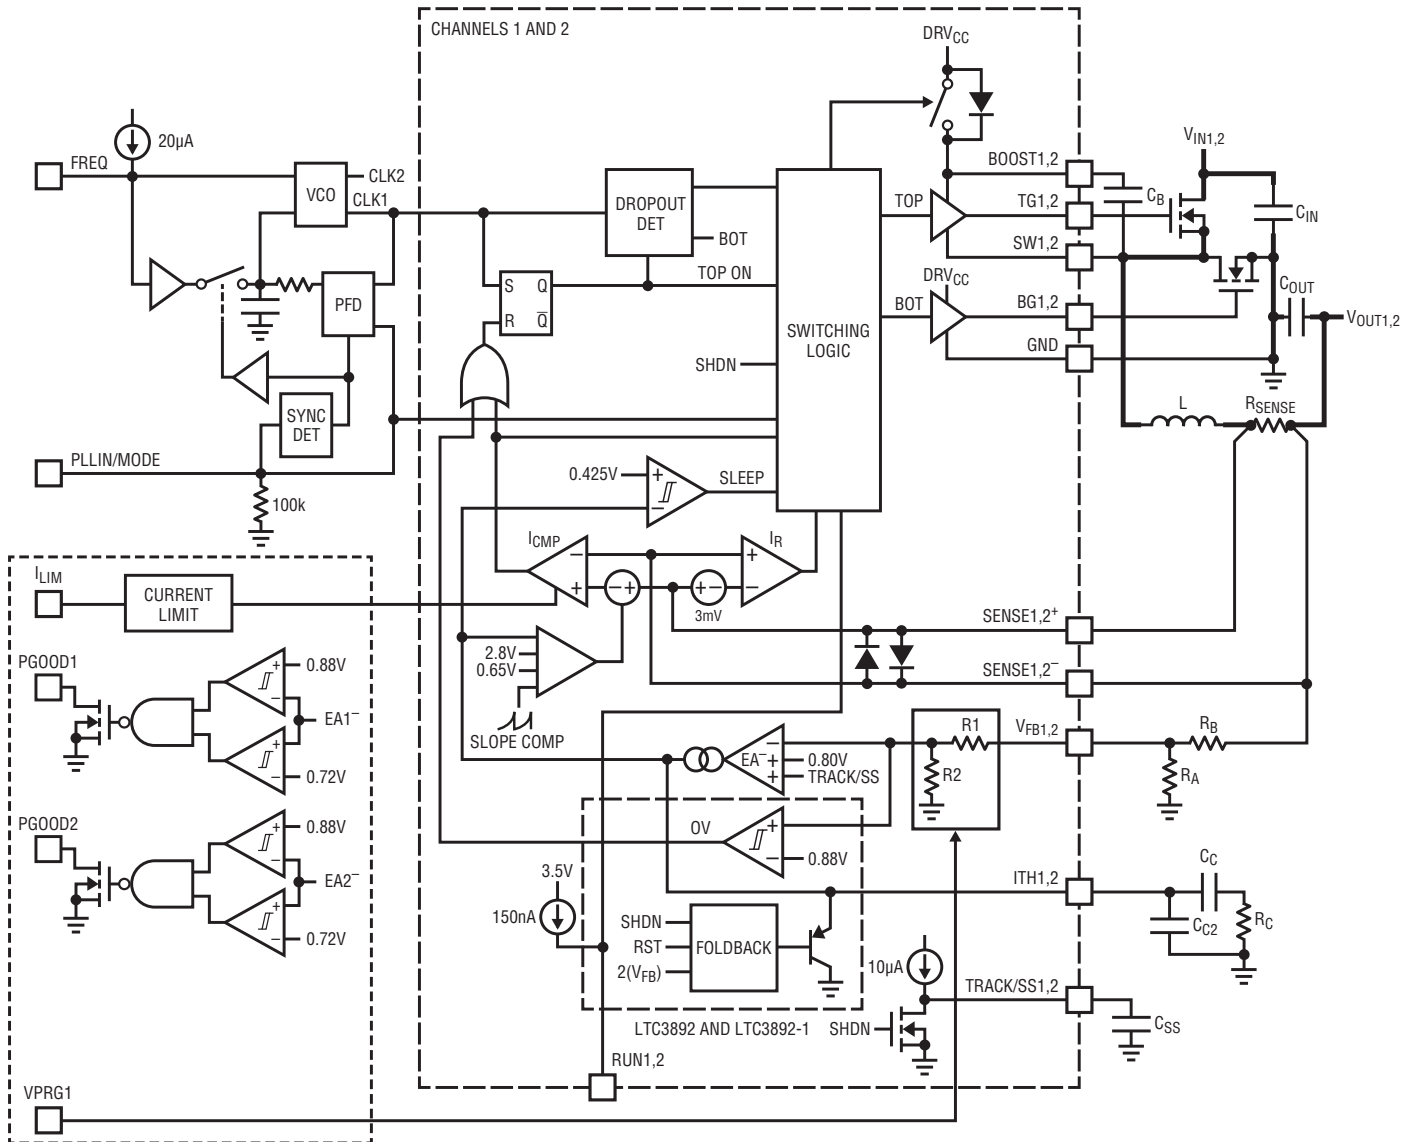 CHANNELS 1 AND 2
DRVCC
20µA
FREQ
VCO
CLK2
CLK1
DROPOUT
DET
BOT
TOP ON
S Q
R Q̅
PFD
SYNC
DET
PLLIN/MODE
100k
SHDN
SWITCHING
LOGIC
TOP
BOT
DRVCC
BOOST1,2
TG1,2
SW1,2
BG1,2
GND
VIN1,2
CB
CIN
COUT
VOUT1,2
L
RSENSE
0.425V
+
−
SLEEP
ICMP
−
+
− +
+ −
3mV
IR
+
−
ILIM
CURRENT
LIMIT
2.8V
0.65V
SLOPE COMP
SENSE1,2+
SENSE1,2−
PGOOD1
+
−
0.88V
EA1−
+
−
0.72V
PGOOD2
+
−
0.88V
EA2−
+
−
0.72V
EA−
−
+
+
0.80V
TRACK/SS
R1
R2
VFB1,2
RB
RA
OV
+
−
0.88V
3.5V
150nA
SHDN
RST
2(VFB)
FOLDBACK
ITH1,2
CC
CC2
RC
10µA
TRACK/SS1,2
CSS
LTC3892 AND LTC3892-1
SHDN
RUN1,2
VPRG1